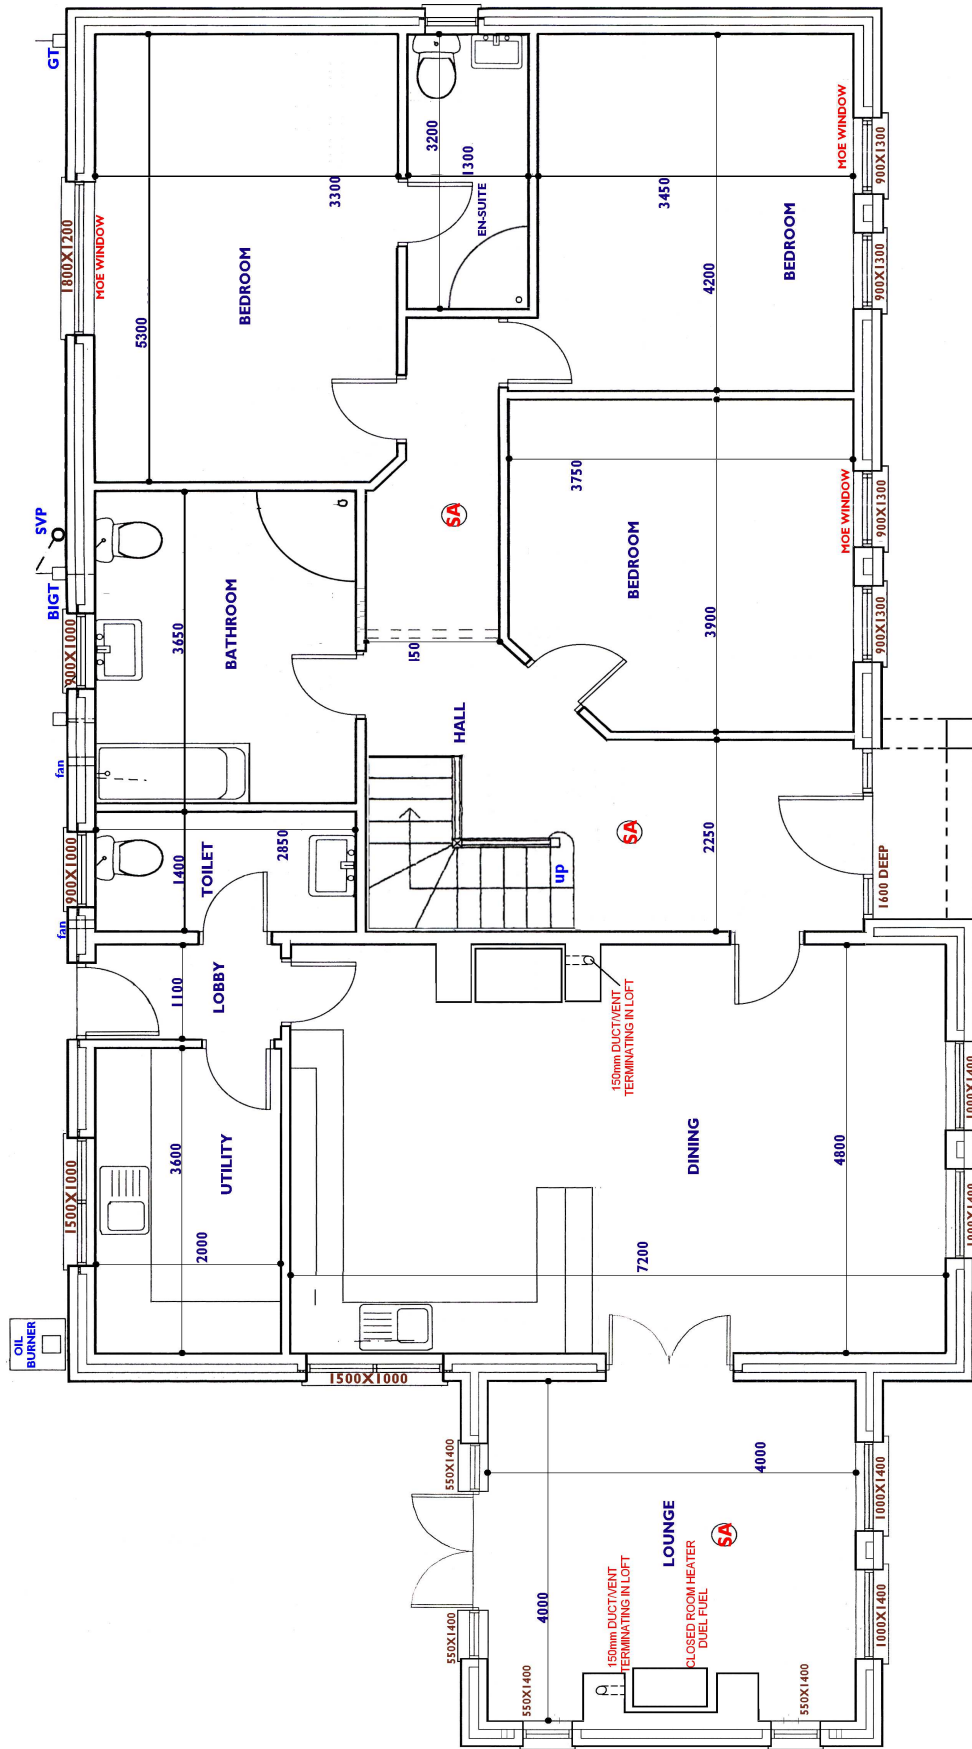 GT
1800X1200
MOE WINDOW
5300
BEDROOM
3300
3200
1300
EN-SUITE
3450
4200
BEDROOM
MOE WINDOW
900X1300
900X1300
SVP
BIGT
900X1000
3650
BATHROOM
SA
150
HALL
3750
BEDROOM
3900
MOE WINDOW
900X1300
900X1300
fan
900X1000
fan
1400
TOILET
2850
up
SA
2250
1600 DEEP
1100
LOBBY
150mm DUCT/VENT
TERMINATING IN LOFT
1500X1000
3600
UTILITY
2000
DINING
4800
7200
1000X1400
1000X1400
OIL
BURNER
1500X1000
550X1400
550X1400
4000
4000
LOUNGE
SA
150mm DUCT/VENT
TERMINATING IN LOFT
CLOSED ROOM HEATER
DUEL FUEL
550X1400
550X1400
1000X1400
1000X1400